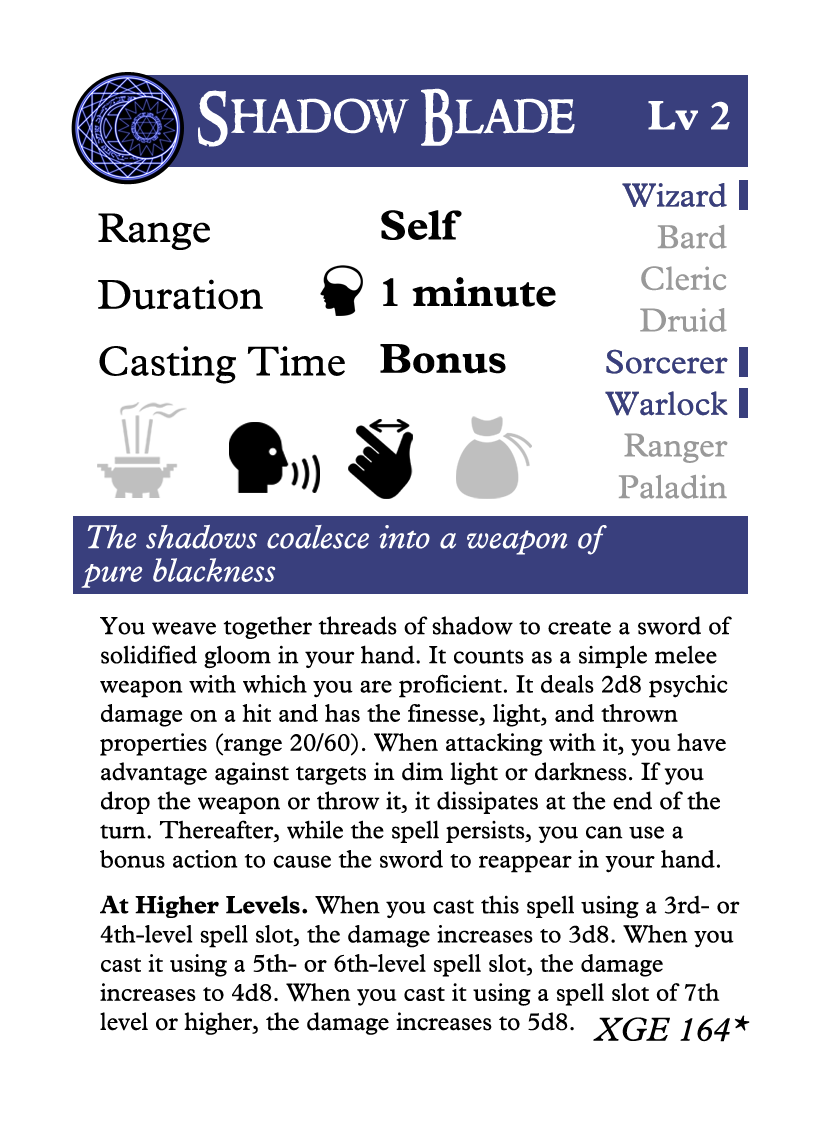 SHADOW BLADE Lv 2
Wizard
Bard
Cleric
Druid
Sorcerer
Warlock
Ranger
Paladin
Range Self
Duration 1 minute
Casting Time Bonus
The shadows coalesce into a weapon of
pure blackness
You weave together threads of shadow to create a sword of
solidified gloom in your hand. It counts as a simple melee
weapon with which you are proficient. It deals 2d8 psychic
damage on a hit and has the finesse, light, and thrown
properties (range 20/60). When attacking with it, you have
advantage against targets in dim light or darkness. If you
drop the weapon or throw it, it dissipates at the end of the
turn. Thereafter, while the spell persists, you can use a
bonus action to cause the sword to reappear in your hand.
At Higher Levels. When you cast this spell using a 3rd- or
4th-level spell slot, the damage increases to 3d8. When you
cast it using a 5th- or 6th-level spell slot, the damage
increases to 4d8. When you cast it using a spell slot of 7th
level or higher, the damage increases to 5d8.
XGE 164★